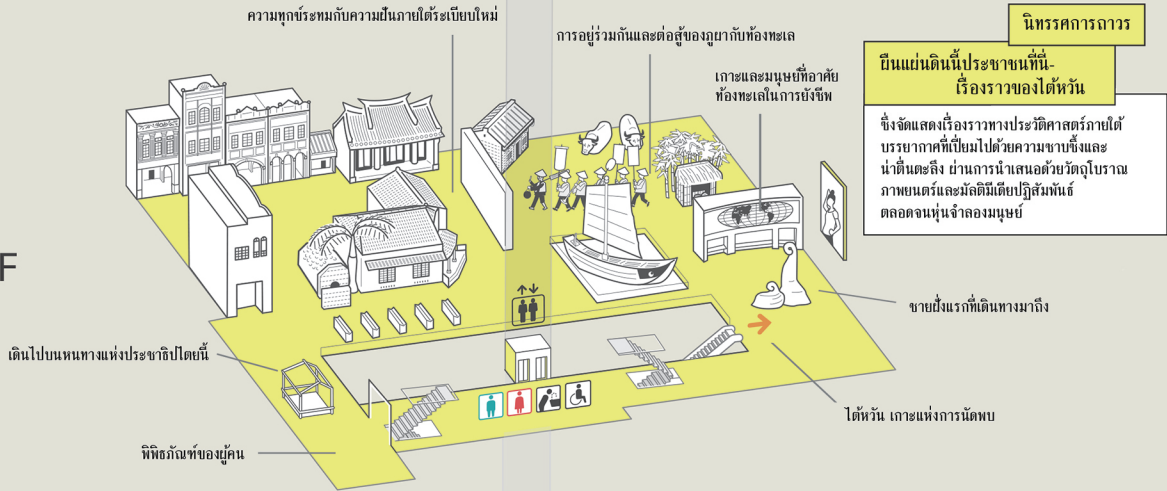 ความทุกข์ระทมกับความฝันภายใต้ระเบียบใหม่
การอยู่ร่วมกันและต่อสู้ของภูผากับท้องทะเล
เกาะและมนุษย์ที่อาศัย
ท้องทะเลในการยังชีพ
นิทรรศการถาวร
ผืนแผ่นดินนี้ประชาชนที่นี่-
เรื่องราวของไต้หวัน
ซึ่งจัดแสดงเรื่องราวทางประวัติศาสตร์ภายใต้
บรรยากาศที่เปี่ยมไปด้วยความซาบซึ้งและ
น่าตื่นตะลึง ผ่านการนำเสนอด้วยวัตถุโบราณ
ภาพยนตร์และมัลติมีเดียปฏิสัมพันธ์
ตลอดจนหุ่นจำลองมนุษย์
F
ชายฝั่งแรกที่เดินทางมาถึง
เดินไปบนหนทางแห่งประชาธิปไตยนี้
ไต้หวัน เกาะแห่งการนัดพบ
พิพิธภัณฑ์ของผู้คน